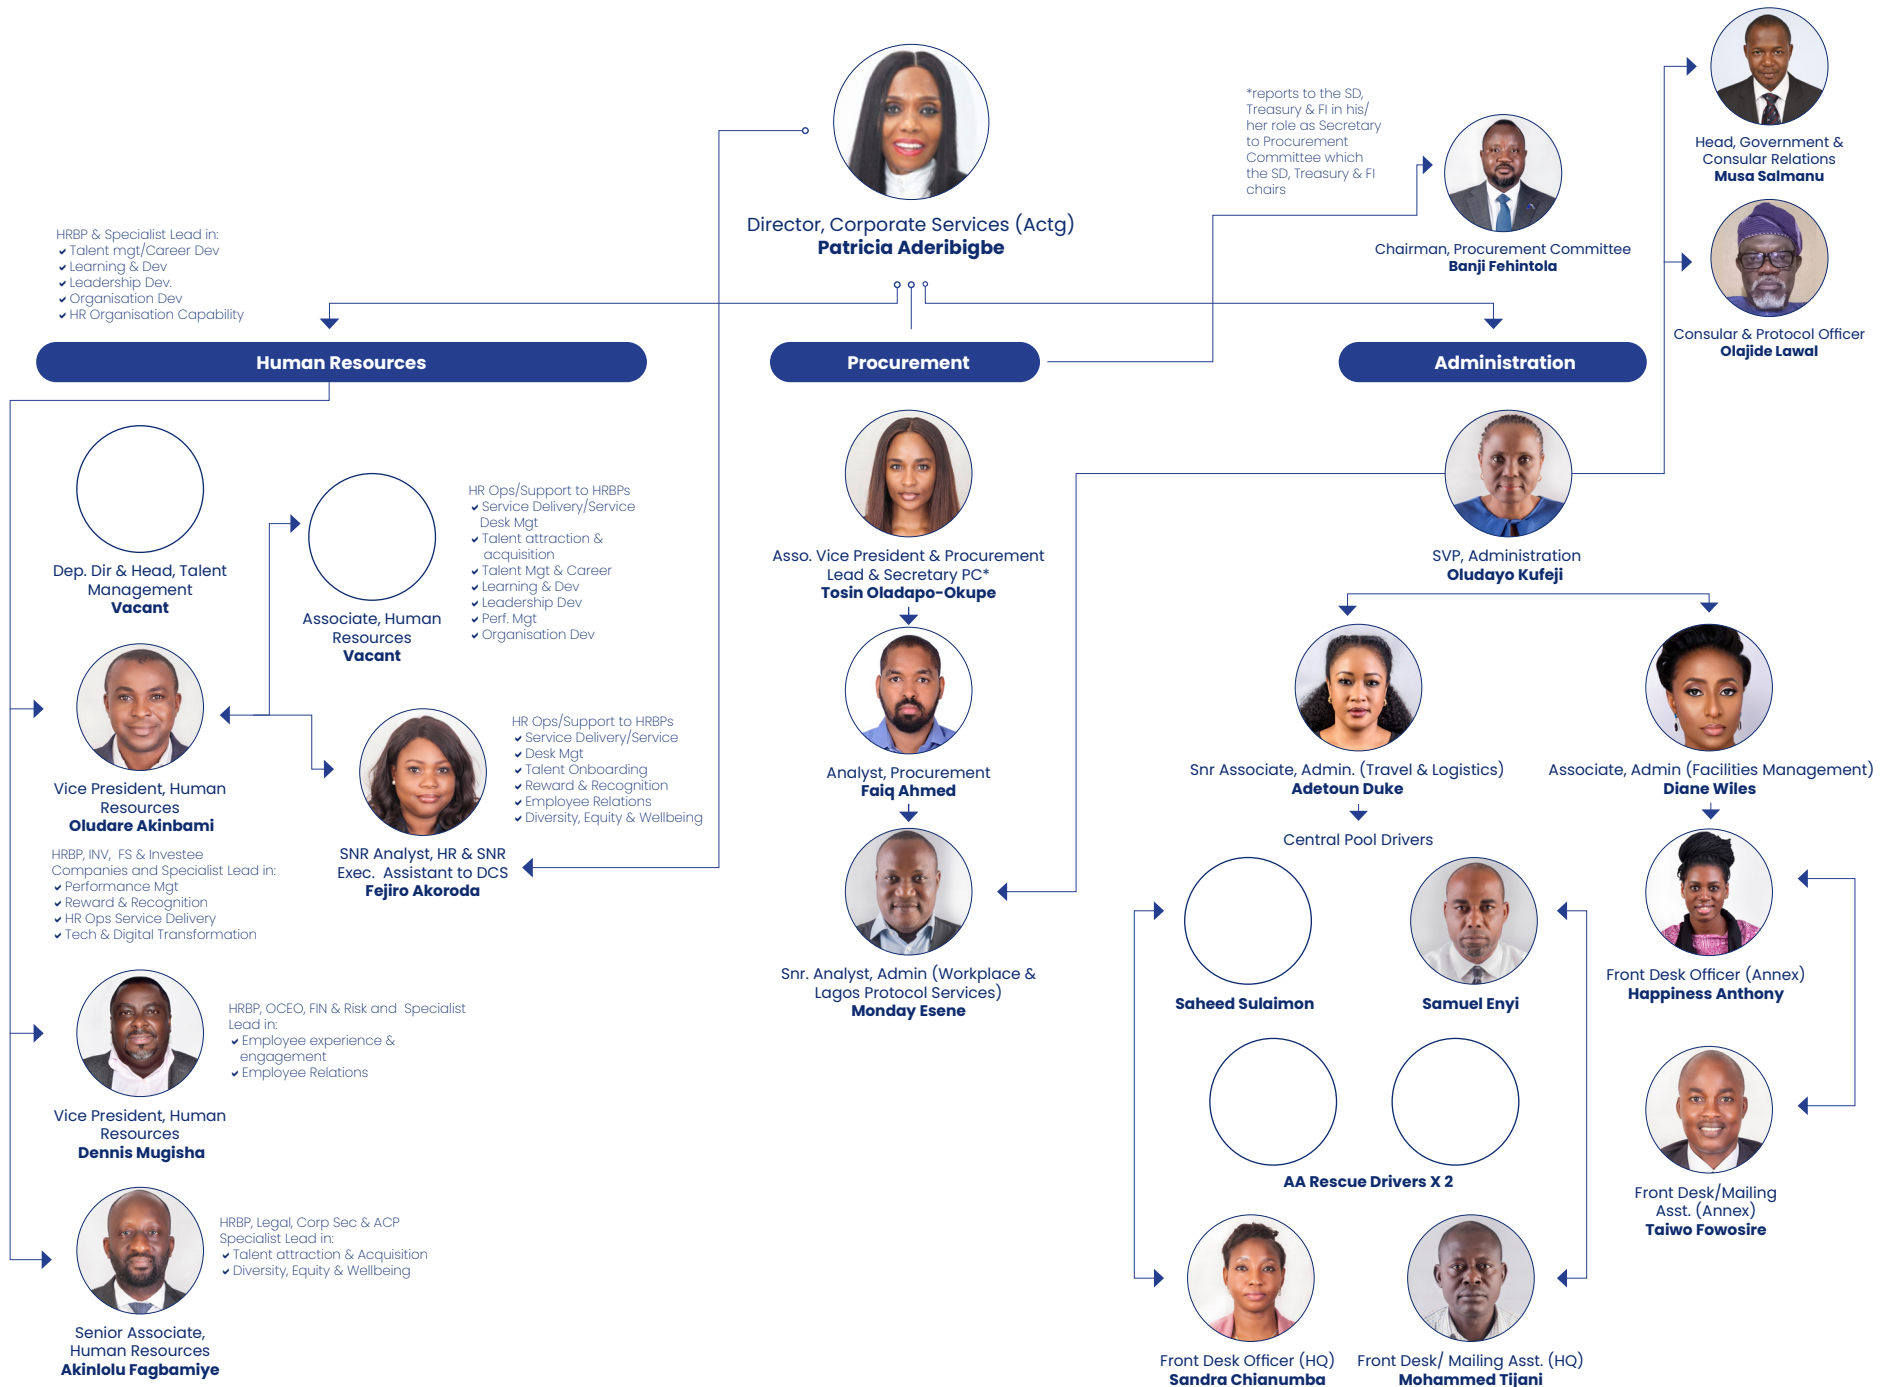 Director, Corporate Services (Actg)
Patricia Aderibigbe
*reports to the SD,
Treasury & FI in his/
her role as Secretary
to Procurement
Committee which
the SD, Treasury & FI
chairs
Chairman, Procurement Committee
Banji Fehintola
Head, Government &
Consular Relations
Musa Salmanu
Consular & Protocol Officer
Olajide Lawal
HRBP & Specialist Lead in:
Talent mgt/Career Dev
Learning & Dev
Leadership Dev.
Organisation Dev
HR Organisation Capability
Human Resources
Procurement
Administration
Dep. Dir & Head, Talent
Management
Vacant
Associate, Human
Resources
Vacant
HR Ops/Support to HRBPs
Service Delivery/Service
Desk Mgt
Talent attraction &
acquisition
Talent Mgt & Career
Learning & Dev
Leadership Dev
Perf. Mgt
Organisation Dev
Vice President, Human
Resources
Oludare Akinbami
HRBP, INV, FS & Investee
Companies and Specialist Lead in:
Performance Mgt
Reward & Recognition
HR Ops Service Delivery
Tech & Digital Transformation
HR Ops/Support to HRBPs
Service Delivery/Service
Desk Mgt
Talent Onboarding
Reward & Recognition
Employee Relations
Diversity, Equity & Wellbeing
SNR Analyst, HR & SNR
Exec. Assistant to DCS
Fejiro Akoroda
HRBP, OCEO, FIN & Risk and Specialist
Lead in:
Employee experience &
engagement
Employee Relations
Vice President, Human
Resources
Dennis Mugisha
HRBP, Legal, Corp Sec & ACP
Specialist Lead in:
Talent attraction & Acquisition
Diversity, Equity & Wellbeing
Senior Associate,
Human Resources
Akinlolu Fagbamiye
Asso. Vice President & Procurement
Lead & Secretary PC*
Tosin Oladapo-Okupe
Analyst, Procurement
Faiq Ahmed
Snr. Analyst, Admin (Workplace &
Lagos Protocol Services)
Monday Esene
SVP, Administration
Oludayo Kufeji
Snr Associate, Admin. (Travel & Logistics)
Adetoun Duke
Associate, Admin (Facilities Management)
Diane Wiles
Central Pool Drivers
Saheed Sulaimon
Samuel Enyi
AA Rescue Drivers X 2
Front Desk Officer (Annex)
Happiness Anthony
Front Desk/Mailing
Asst. (Annex)
Taiwo Fowosire
Front Desk Officer (HQ)
Sandra Chianumba
Front Desk/ Mailing Asst. (HQ)
Mohammed Tijani